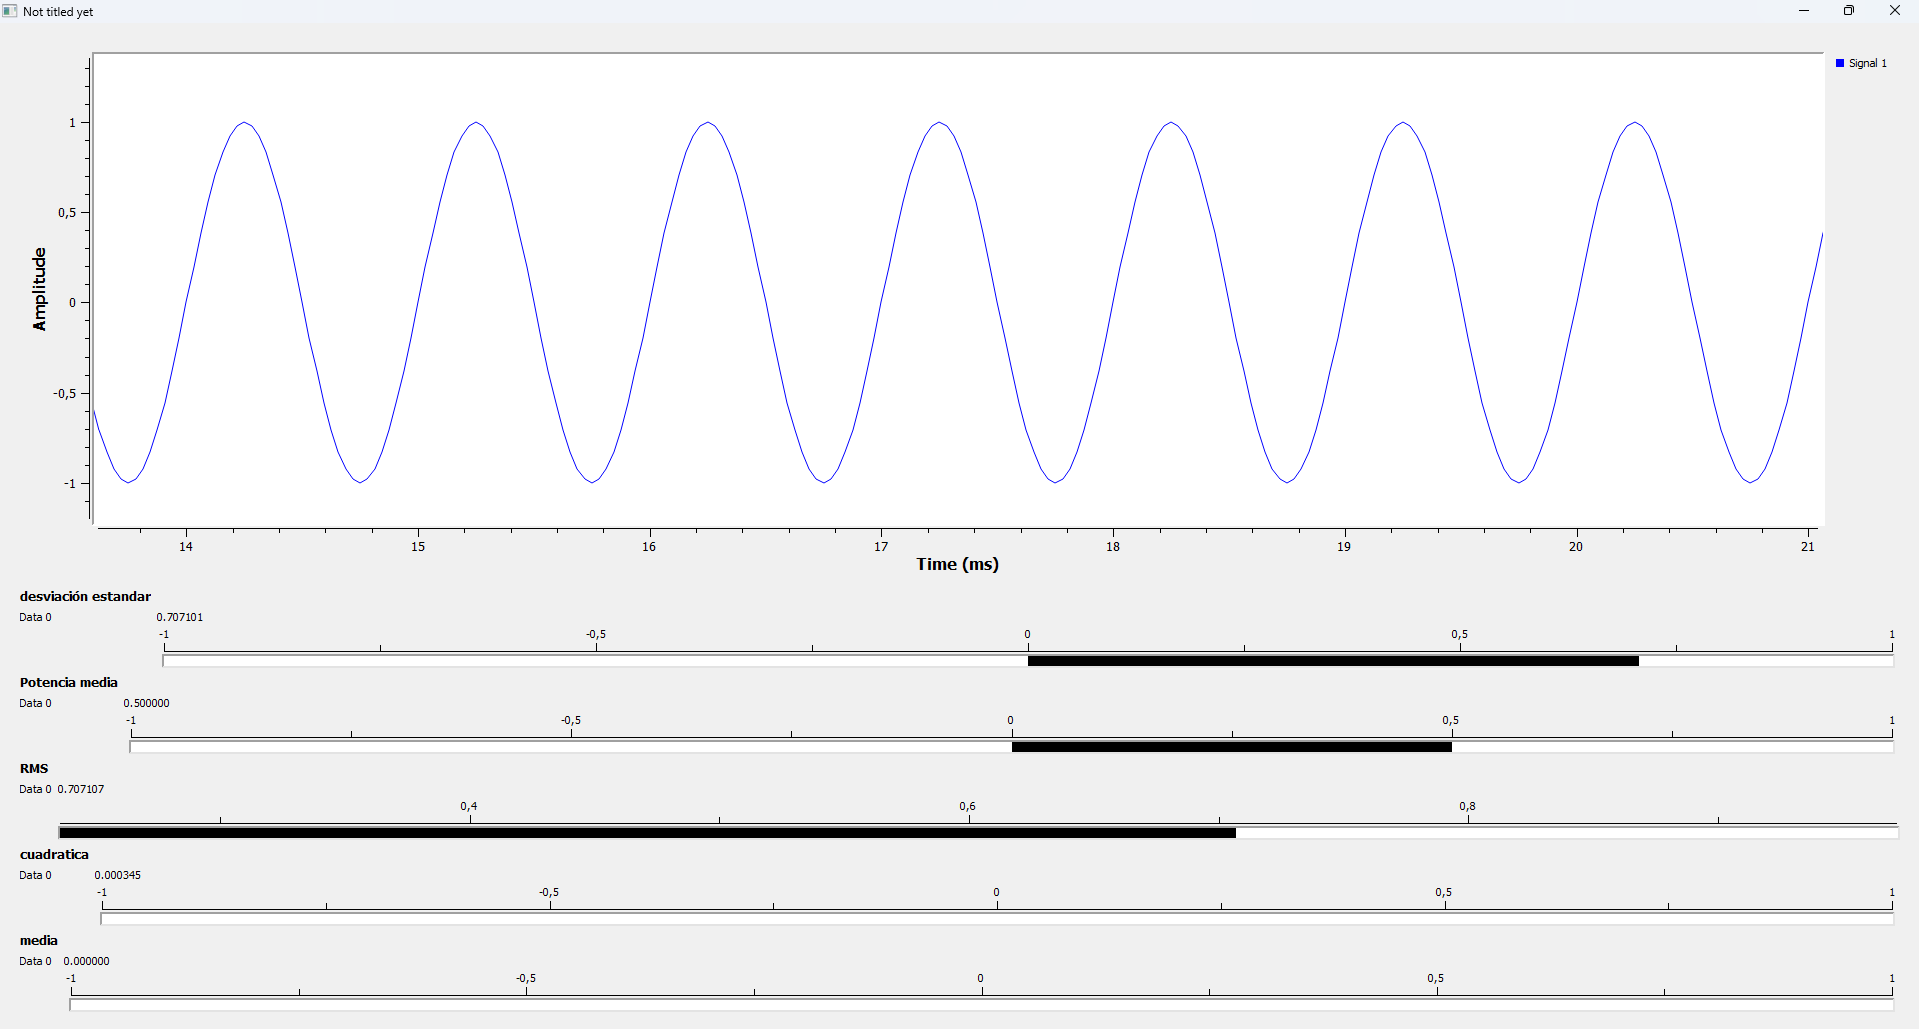 Not titled yet
Signal 1
1
0,5
0
-0,5
-1
Amplitude
14 15 16 17 18 19 20 21
Time (ms)
desviación estandar
Data 0 0.707101
-1 -0,5 0 0,5 1
Potencia media
Data 0 0.500000
-1 -0,5 0 0,5 1
RMS
Data 0 0.707107
0,4 0,6 0,8
cuadratica
Data 0 0.000345
-1 -0,5 0 0,5 1
media
Data 0 0.000000
-1 -0,5 0 0,5 1